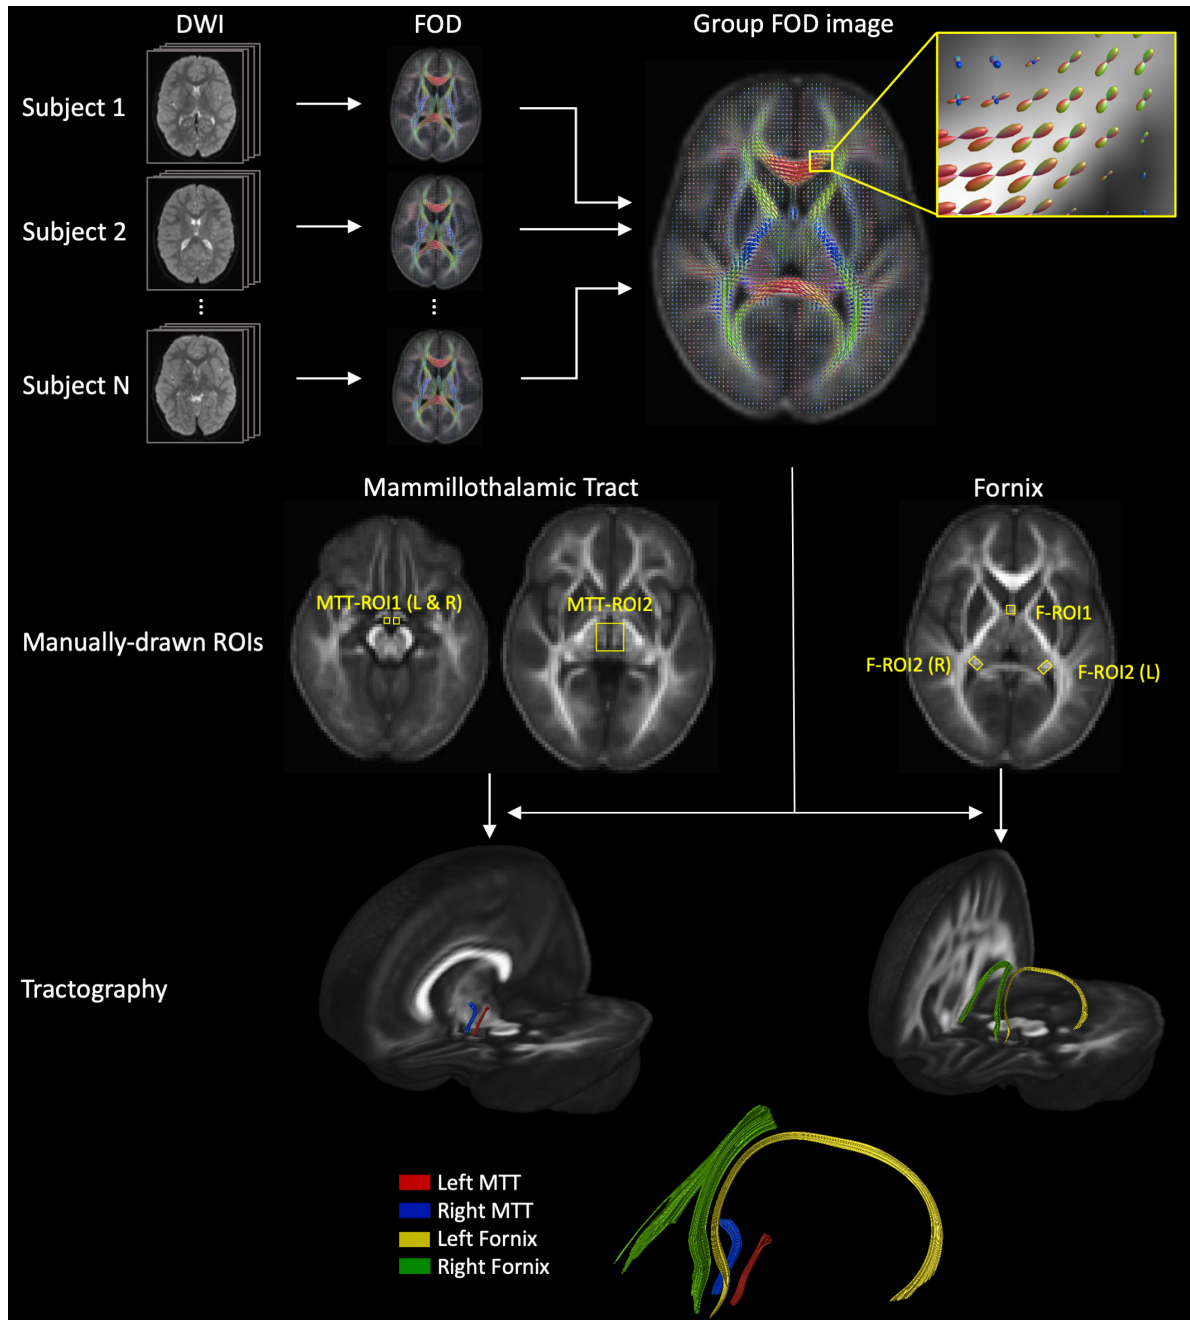 DWI
FOD
Group FOD image
Subject 1
Subject 2
...
...
Subject N
Mammillothalamic Tract
Fornix
MTT-ROI1 (L & R)
MTT-ROI2
F-ROI1
Manually-drawn ROIs
F-ROI2 (R)
F-ROI2 (L)
Tractography
Left MTT
Right MTT
Left Fornix
Right Fornix